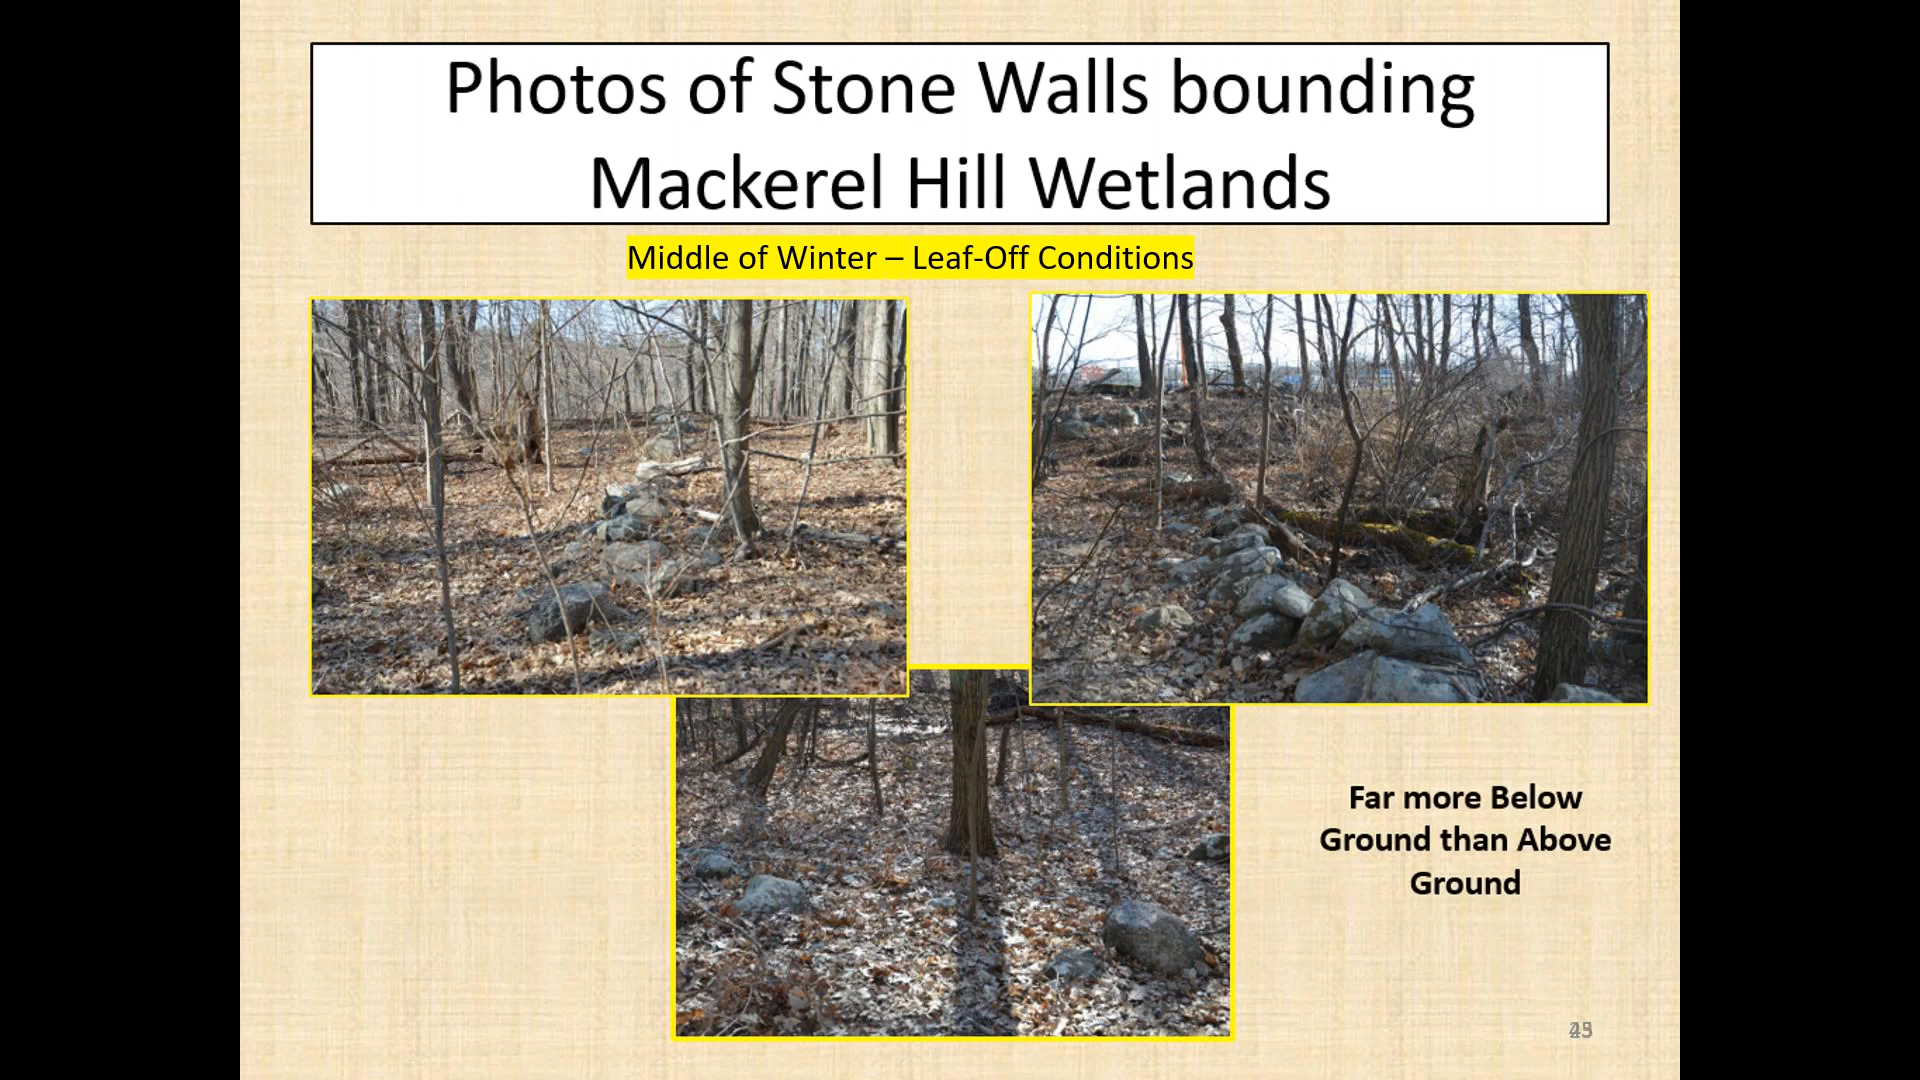 Photos of Stone Walls bounding
Mackerel Hill Wetlands
Middle of Winter – Leaf-Off Conditions
Far more Below
Ground than Above
Ground